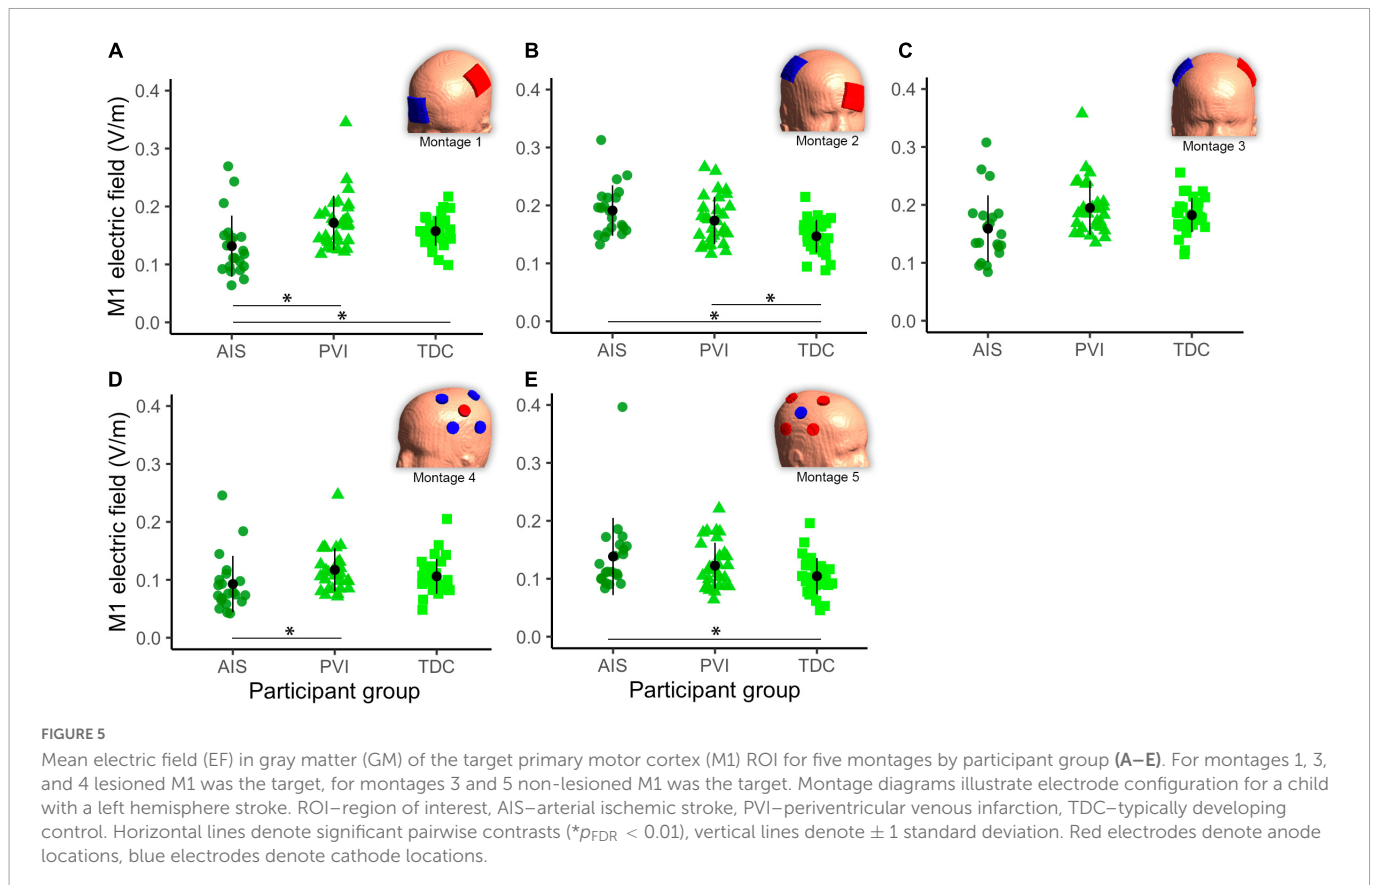 A
M1 electric field (V/m)
0.4
0.3
0.2
0.1
0.0
AIS PVI TDC
*
*
Montage 1
B
0.4
0.3
0.2
0.1
0.0
AIS PVI TDC
*
*
Montage 2
C
0.4
0.3
0.2
0.1
0.0
AIS PVI TDC
Montage 3
D
M1 electric field (V/m)
0.4
0.3
0.2
0.1
0.0
AIS PVI TDC
*
Participant group
Montage 4
E
0.4
0.3
0.2
0.1
0.0
AIS PVI TDC
*
Participant group
Montage 5
FIGURE 5
Mean electric field (EF) in gray matter (GM) of the target primary motor cortex (M1) ROI for five montages by participant group (A–E). For montages 1, 3,
and 4 lesioned M1 was the target, for montages 3 and 5 non-lesioned M1 was the target. Montage diagrams illustrate electrode configuration for a child
with a left hemisphere stroke. ROI–region of interest, AIS–arterial ischemic stroke, PVI–periventricular venous infarction, TDC–typically developing
control. Horizontal lines denote significant pairwise contrasts (*pFDR < 0.01), vertical lines denote ± 1 standard deviation. Red electrodes denote anode
locations, blue electrodes denote cathode locations.